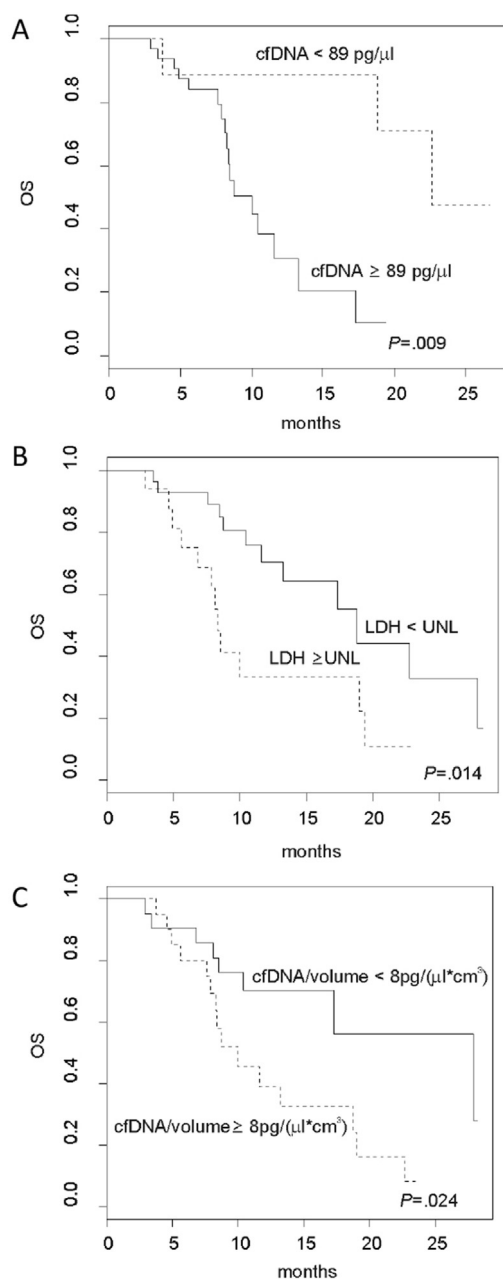 A
1.0
0.8
0.6
0.4
0.2
0.0
OS
cfDNA < 89 pg/μl
cfDNA ≥ 89 pg/μl
P=.009
0 5 10 15 20 25
months
B
1.0
0.8
0.6
0.4
0.2
0.0
OS
LDH < UNL
LDH ≥UNL
P=.014
0 5 10 15 20 25
months
C
1.0
0.8
0.6
0.4
0.2
0.0
OS
cfDNA/volume < 8pg/(μl*cm³)
cfDNA/volume≥ 8pg/(μl*cm³)
P=.024
0 5 10 15 20 25
months